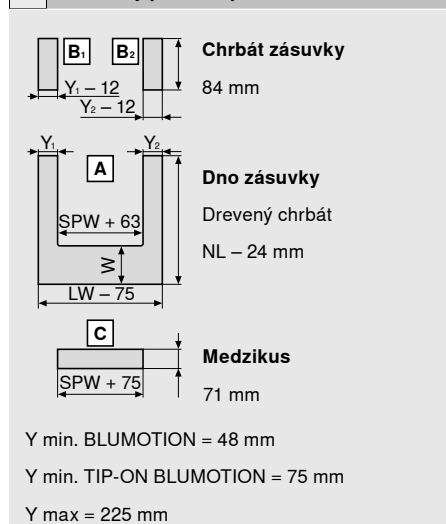 B₁ B₂ Chrbát zásuvky
84 mm
Y₁ – 12
Y₂ – 12
Y₁ Y₂
A
Dno zásuvky
Drevený chrbát
SPW + 63
NL – 24 mm
W
LW – 75
C
Medzikus
SPW + 75
71 mm
Y min. BLUMOTION = 48 mm
Y min. TIP-ON BLUMOTION = 75 mm
Y max = 225 mm